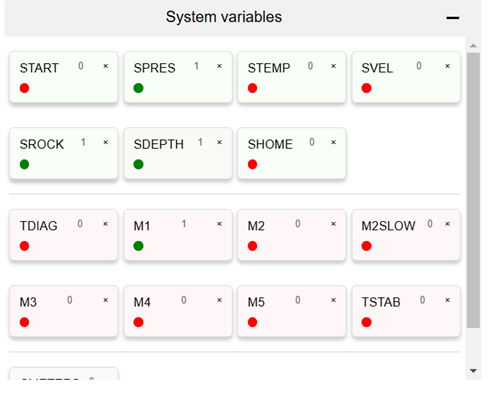 System variables
START 0 × SPRES 1 × STEMP 0 × SVEL 0 ×
SROCK 1 × SDEPTH 1 × SHOME 0 ×
TDIAG 0 × M1 1 × M2 0 × M2SLOW 0 ×
M3 0 × M4 0 × M5 0 × TSTAB 0 ×